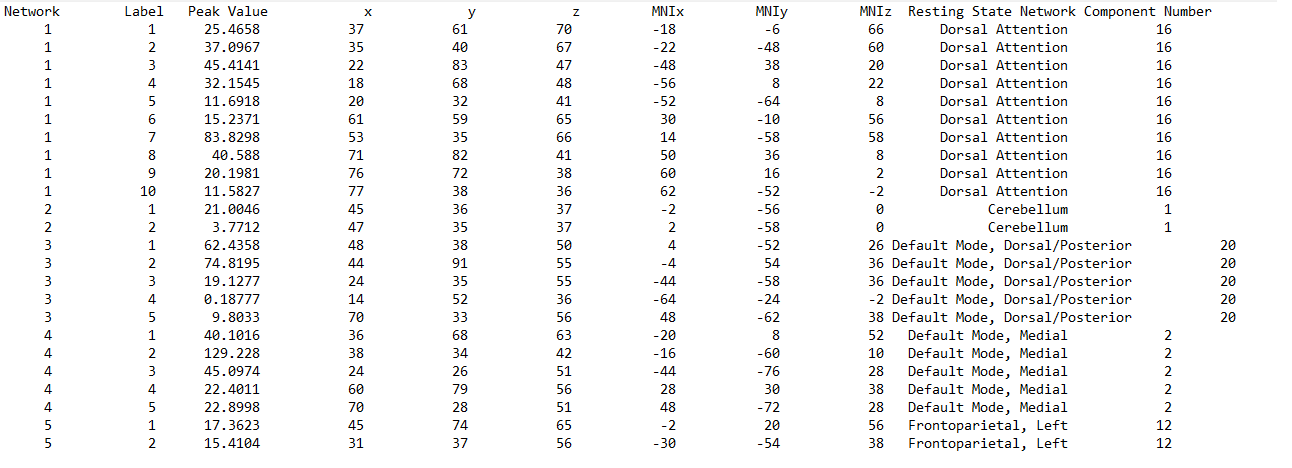 Network Label Peak Value x y z MNIx MNIy MNIz Resting State Network Component Number
1 1 25.4658 37 61 70 -18 -6 66 Dorsal Attention 16
1 2 37.0967 35 40 67 -22 -48 60 Dorsal Attention 16
1 3 45.4141 22 83 47 -48 38 20 Dorsal Attention 16
1 4 32.1545 18 68 48 -56 8 22 Dorsal Attention 16
1 5 11.6918 20 32 41 -52 -64 8 Dorsal Attention 16
1 6 15.2371 61 59 65 30 -10 56 Dorsal Attention 16
1 7 83.8298 53 35 66 14 -58 58 Dorsal Attention 16
1 8 40.588 71 82 41 50 36 8 Dorsal Attention 16
1 9 20.1981 76 72 38 60 16 2 Dorsal Attention 16
1 10 11.5827 77 38 36 62 -52 -2 Dorsal Attention 16
2 1 21.0046 45 36 37 -2 -56 0 Cerebellum 1
2 2 3.7712 47 35 37 2 -58 0 Cerebellum 1
3 1 62.4358 48 38 50 4 -52 26 Default Mode, Dorsal/Posterior 20
3 2 74.8195 44 91 55 -4 54 36 Default Mode, Dorsal/Posterior 20
3 3 19.1277 24 35 55 -44 -58 36 Default Mode, Dorsal/Posterior 20
3 4 0.18777 14 52 36 -64 -24 -2 Default Mode, Dorsal/Posterior 20
3 5 9.8033 70 33 56 48 -62 38 Default Mode, Dorsal/Posterior 20
4 1 40.1016 36 68 63 -20 8 52 Default Mode, Medial 2
4 2 129.228 38 34 42 -16 -60 10 Default Mode, Medial 2
4 3 45.0974 24 26 51 -44 -76 28 Default Mode, Medial 2
4 4 22.4011 60 79 56 28 30 38 Default Mode, Medial 2
4 5 22.8998 70 28 51 48 -72 28 Default Mode, Medial 2
5 1 17.3623 45 74 65 -2 20 56 Frontoparietal, Left 12
5 2 15.4104 31 37 56 -30 -54 38 Frontoparietal, Left 12